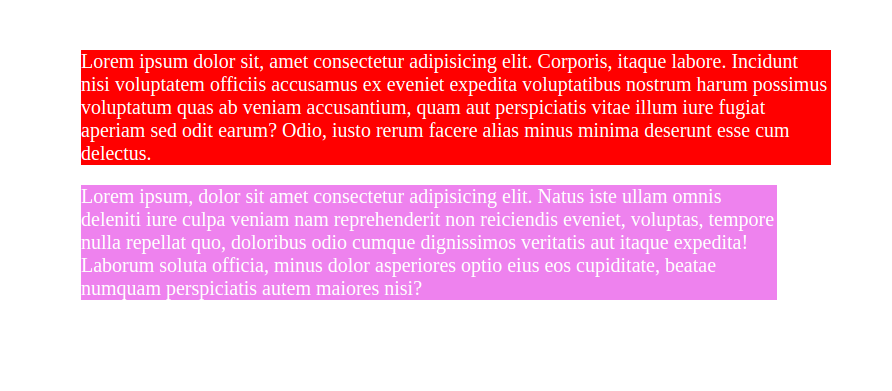 Lorem ipsum dolor sit, amet consectetur adipisicing elit. Corporis, itaque labore. Incidunt
nisi voluptatem officiis accusamus ex eveniet expedita voluptatibus nostrum harum possimus
voluptatum quas ab veniam accusantium, quam aut perspiciatis vitae illum iure fugiat
aperiam sed odit earum? Odio, iusto rerum facere alias minus minima deserunt esse cum
delectus.
Lorem ipsum, dolor sit amet consectetur adipisicing elit. Natus iste ullam omnis
deleniti iure culpa veniam nam reprehenderit non reiciendis eveniet, voluptas, tempore
nulla repellat quo, doloribus odio cumque dignissimos veritatis aut itaque expedita!
Laborum soluta officia, minus dolor asperiores optio eius eos cupiditate, beatae
numquam perspiciatis autem maiores nisi?